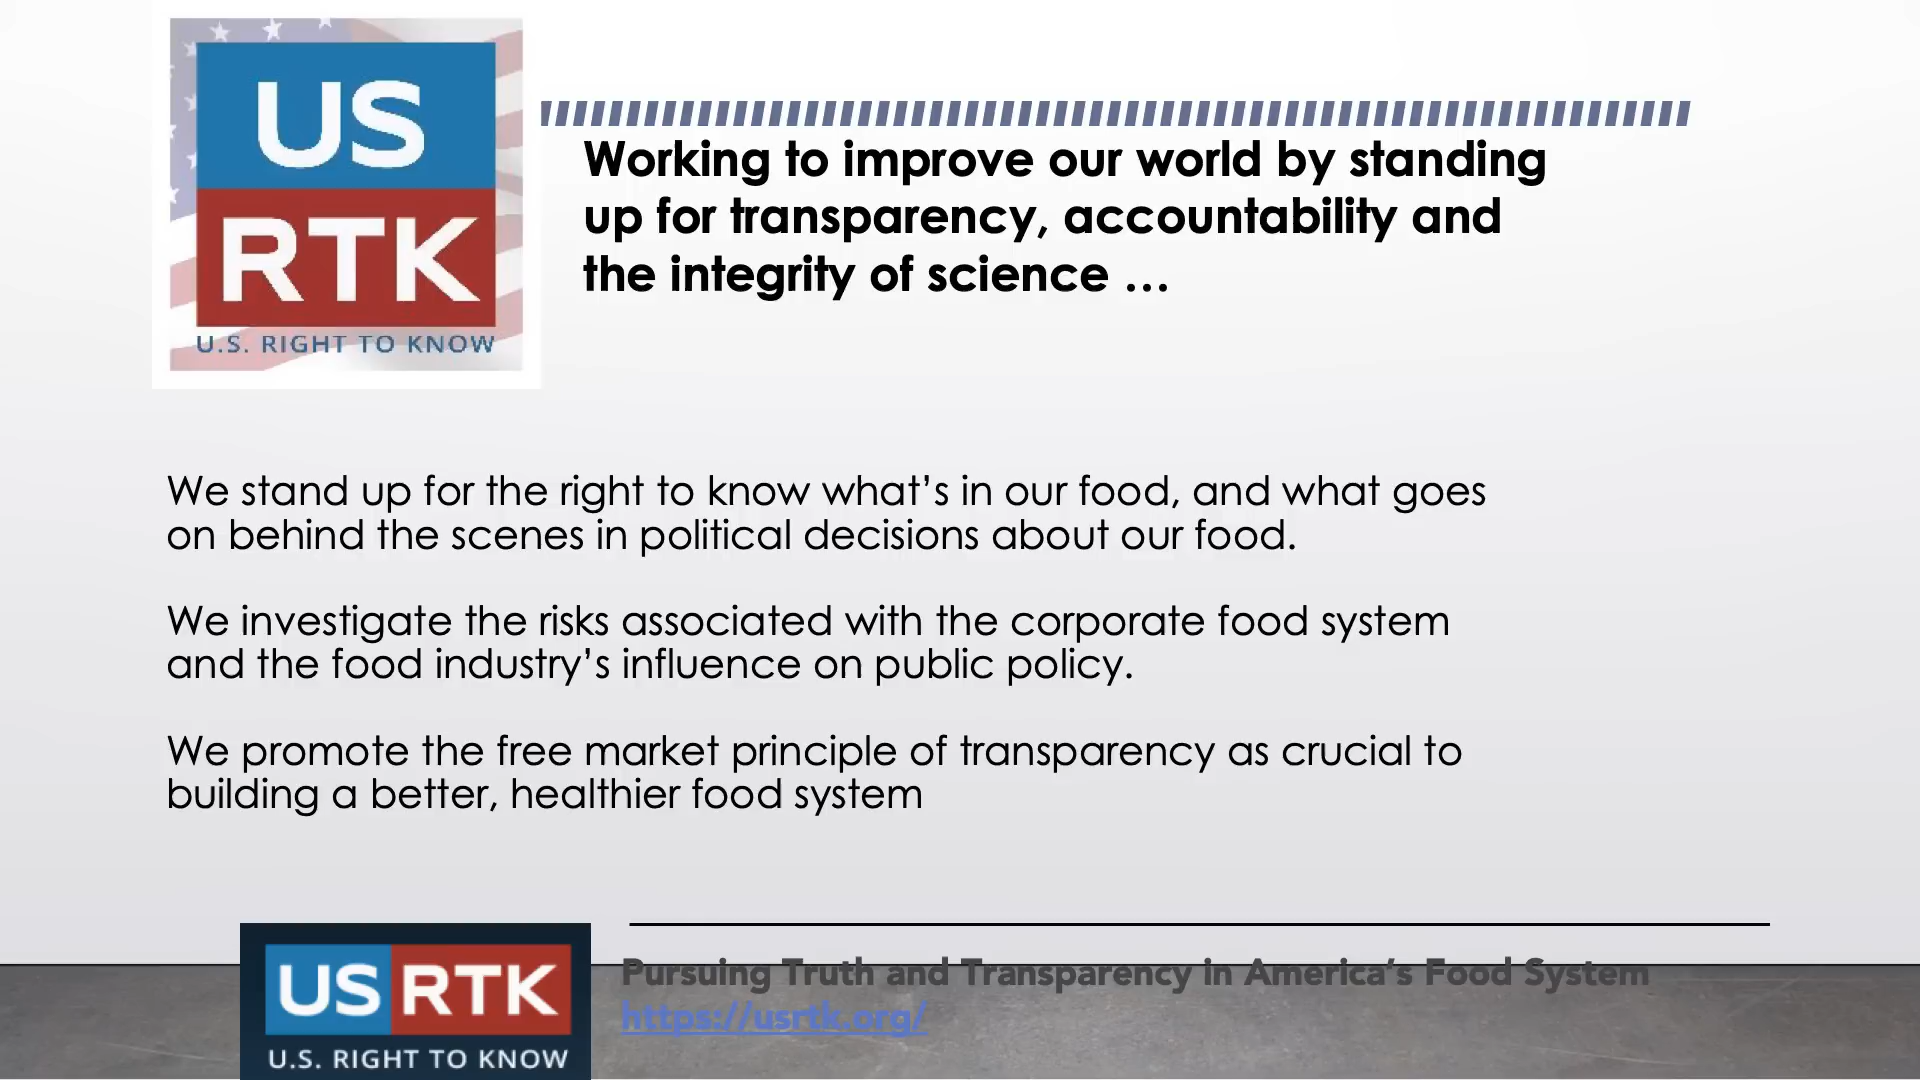 US
RTK
U.S. RIGHT TO KNOW
Working to improve our world by standing
up for transparency, accountability and
the integrity of science …
We stand up for the right to know what’s in our food, and what goes
on behind the scenes in political decisions about our food.
We investigate the risks associated with the corporate food system
and the food industry’s influence on public policy.
We promote the free market principle of transparency as crucial to
building a better, healthier food system
US RTK
U.S. RIGHT TO KNOW
Pursuing Truth and Transparency in America’s Food System
https://usrtk.org/